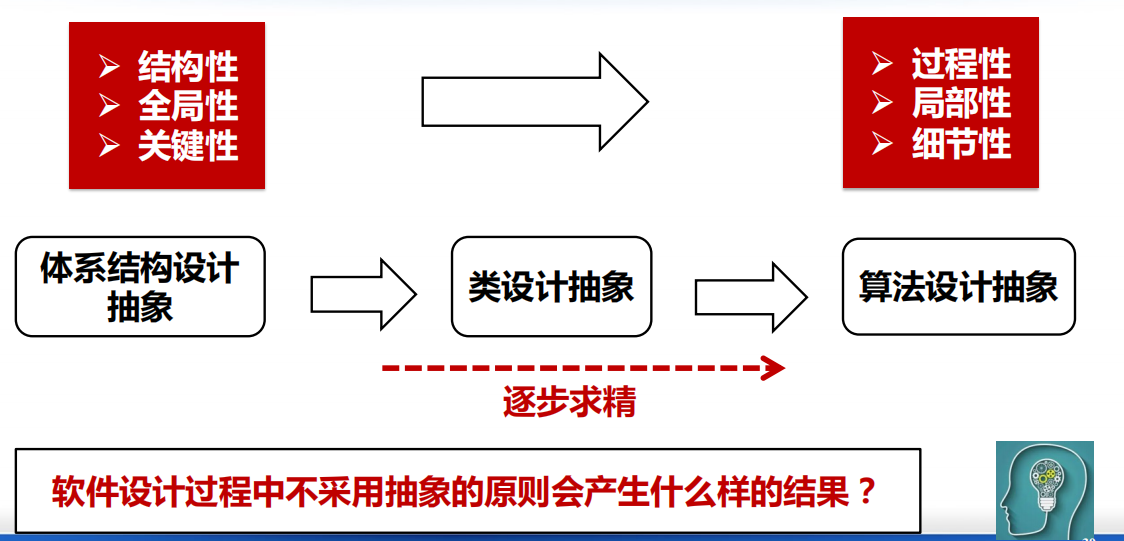 ➢ 结构性
➢ 全局性
➢ 关键性
➢ 过程性
➢ 局部性
➢ 细节性
体系结构设计
抽象
类设计抽象
算法设计抽象
逐步求精
软件设计过程中不采用抽象的原则会产生什么样的结果？